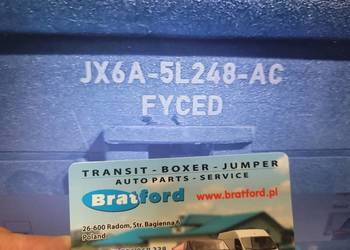 JX6A-5L248-AC
FYCED
TRANSIT - BOXER - JUMPER
AUTO PARTS - SERVICE
Bratford www.bratford.pl
26-600 Radom, Str. Bagienna 6
Poland